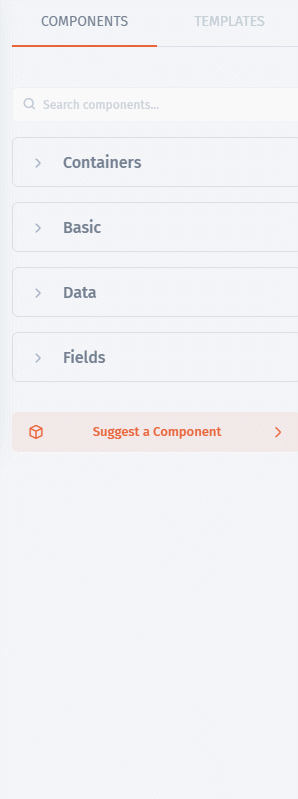 COMPONENTS TEMPLATES
Search components...
Containers
Basic
Data
Fields
Suggest a Component